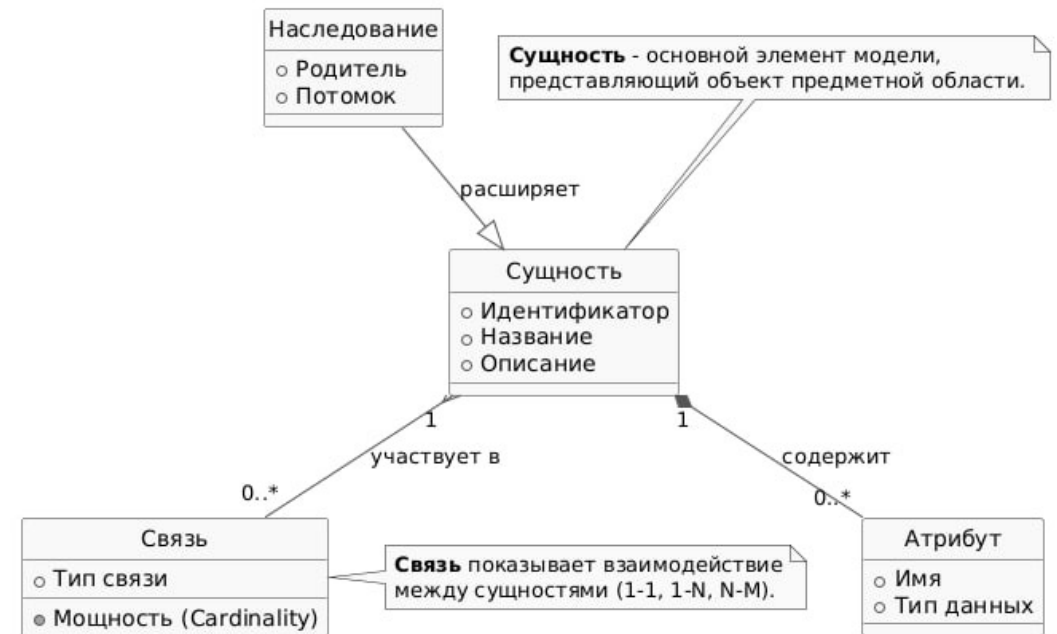 Наследование
Родитель
Потомок
Сущность - основной элемент модели,
представляющий объект предметной области.
расширяет
Сущность
Идентификатор
Название
Описание
1
1
участвует в
содержит
0..*
0..*
Связь
Тип связи
Мощность (Cardinality)
Связь показывает взаимодействие
между сущностями (1-1, 1-N, N-M).
Атрибут
Имя
Тип данных